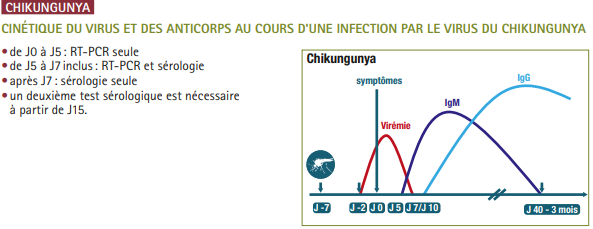 CHIKUNGUNYA
CINÉTIQUE DU VIRUS ET DES ANTICORPS AU COURS D'UNE INFECTION PAR LE VIRUS DU CHIKUNGUNYA
• de J0 à J5 : RT-PCR seule
• de J5 à J7 inclus : RT-PCR et sérologie
• après J7 : sérologie seule
• un deuxième test sérologique est nécessaire
à partir de J15.
Chikungunya
symptômes
IgG
IgM
Virémie
J -7
J -2
J 0
J 5
J 7/J 10
J 40 - 3 mois